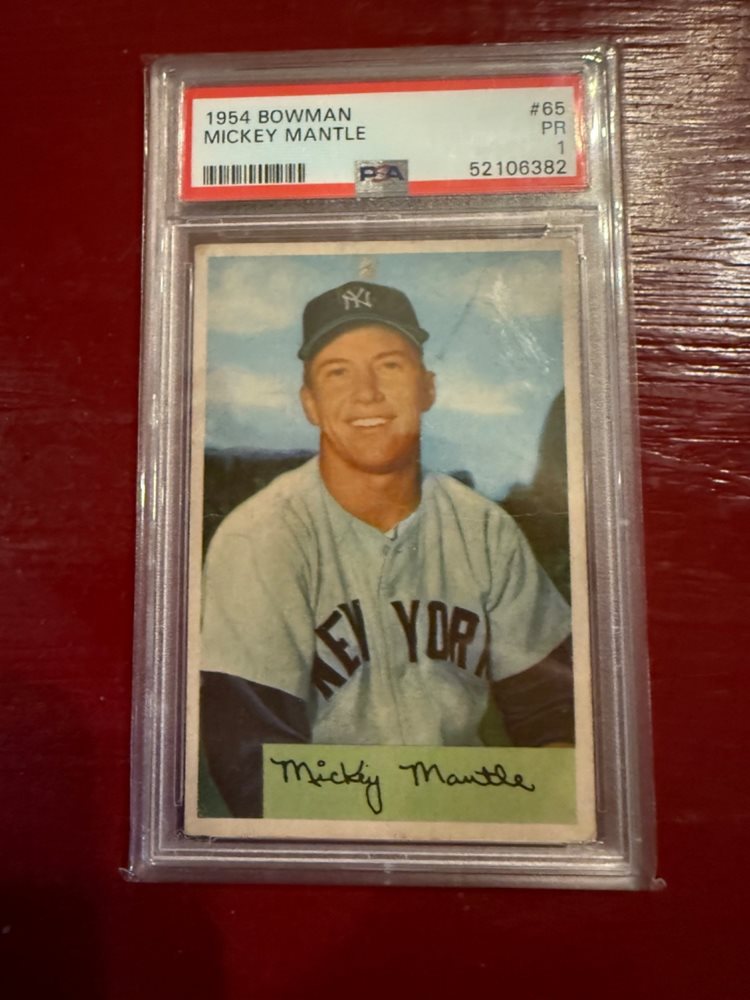 1954 BOWMAN #65
MICKEY MANTLE PR
1
PSA 52106382
NY
NEW YORK
Mickey Mantle